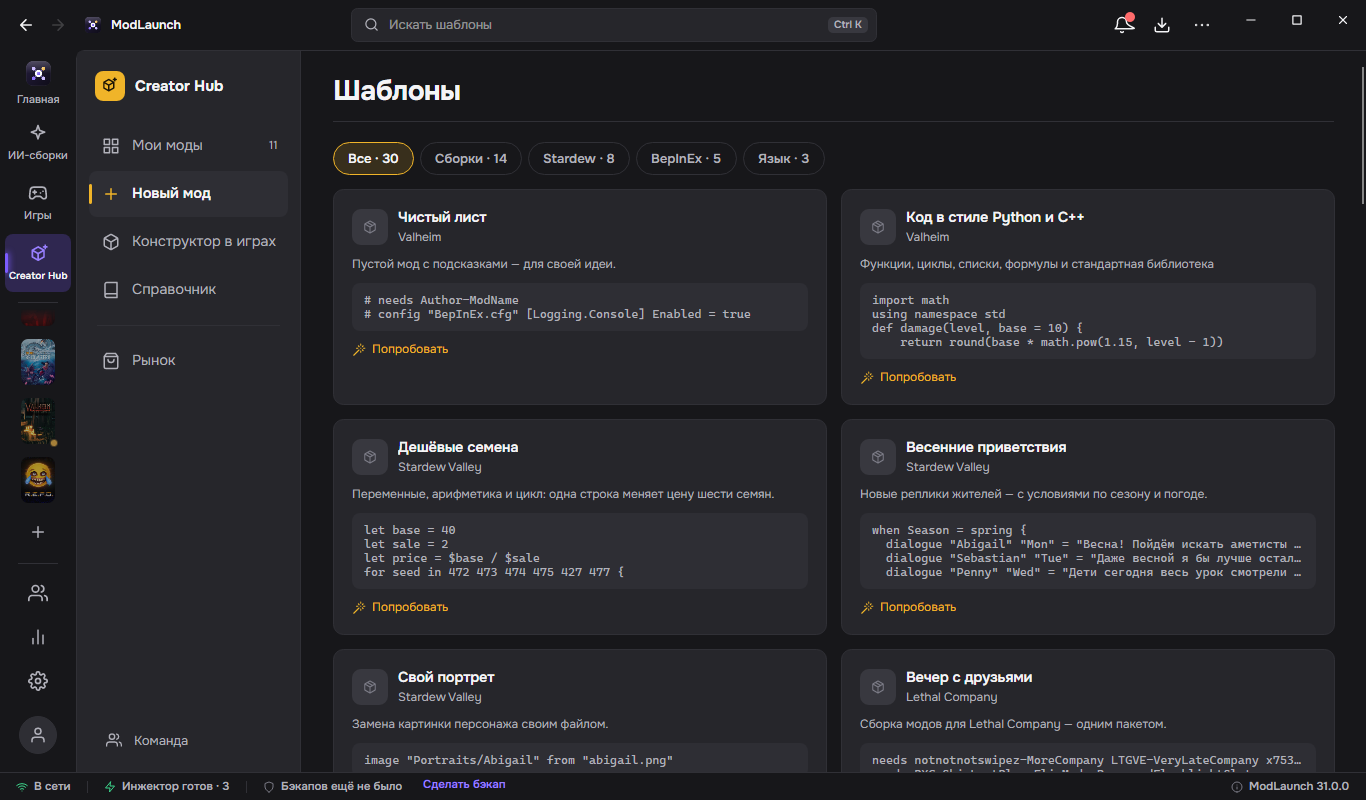 ModLaunch
Искать шаблоны
Ctrl K
Главная
ИИ-сборки
Игры
Creator Hub
Creator Hub
Мои моды 11
Новый мод
Конструктор в играх
Справочник
Рынок
Команда
Шаблоны
Все · 30
Сборки · 14
Stardew · 8
BepInEx · 5
Язык · 3
Чистый лист
Valheim
Пустой мод с подсказками — для своей идеи.
# needs Author-ModName
# config "BepInEx.cfg" [Logging.Console] Enabled = true
Попробовать
Код в стиле Python и C++
Valheim
Функции, циклы, списки, формулы и стандартная библиотека
import math
using namespace std
def damage(level, base = 10) {
    return round(base * math.pow(1.15, level - 1))
Попробовать
Дешёвые семена
Stardew Valley
Переменные, арифметика и цикл: одна строка меняет цену шести семян.
let base = 40
let sale = 2
let price = $base / $sale
for seed in 472 473 474 475 427 477 {
Попробовать
Весенние приветствия
Stardew Valley
Новые реплики жителей — с условиями по сезону и погоде.
when Season = spring {
  dialogue "Abigail" "Mon" = "Весна! Пойдём искать аметисты …
  dialogue "Sebastian" "Tue" = "Даже весной я бы лучше остал…
  dialogue "Penny" "Wed" = "Дети сегодня весь урок смотрели …
Попробовать
Свой портрет
Stardew Valley
Замена картинки персонажа своим файлом.
image "Portraits/Abigail" from "abigail.png"
Вечер с друзьями
Lethal Company
Сборка модов для Lethal Company — одним пакетом.
needs notnotnotswipez-MoreCompany LTGVE-VeryLateCompany x753…
В сети
Инжектор готов · 3
Бэкапов ещё не было
Сделать бэкап
ModLaunch 31.0.0